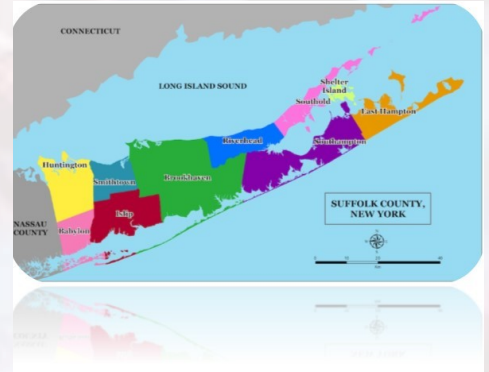 CONNECTICUT
LONG ISLAND SOUND
Shelter
Island
Southold
East Hampton
Riverhead
Southampton
Huntington
Smithtown
Brookhaven
Islip
SUFFOLK COUNTY,
NEW YORK
NASSAU
COUNTY
Babylon